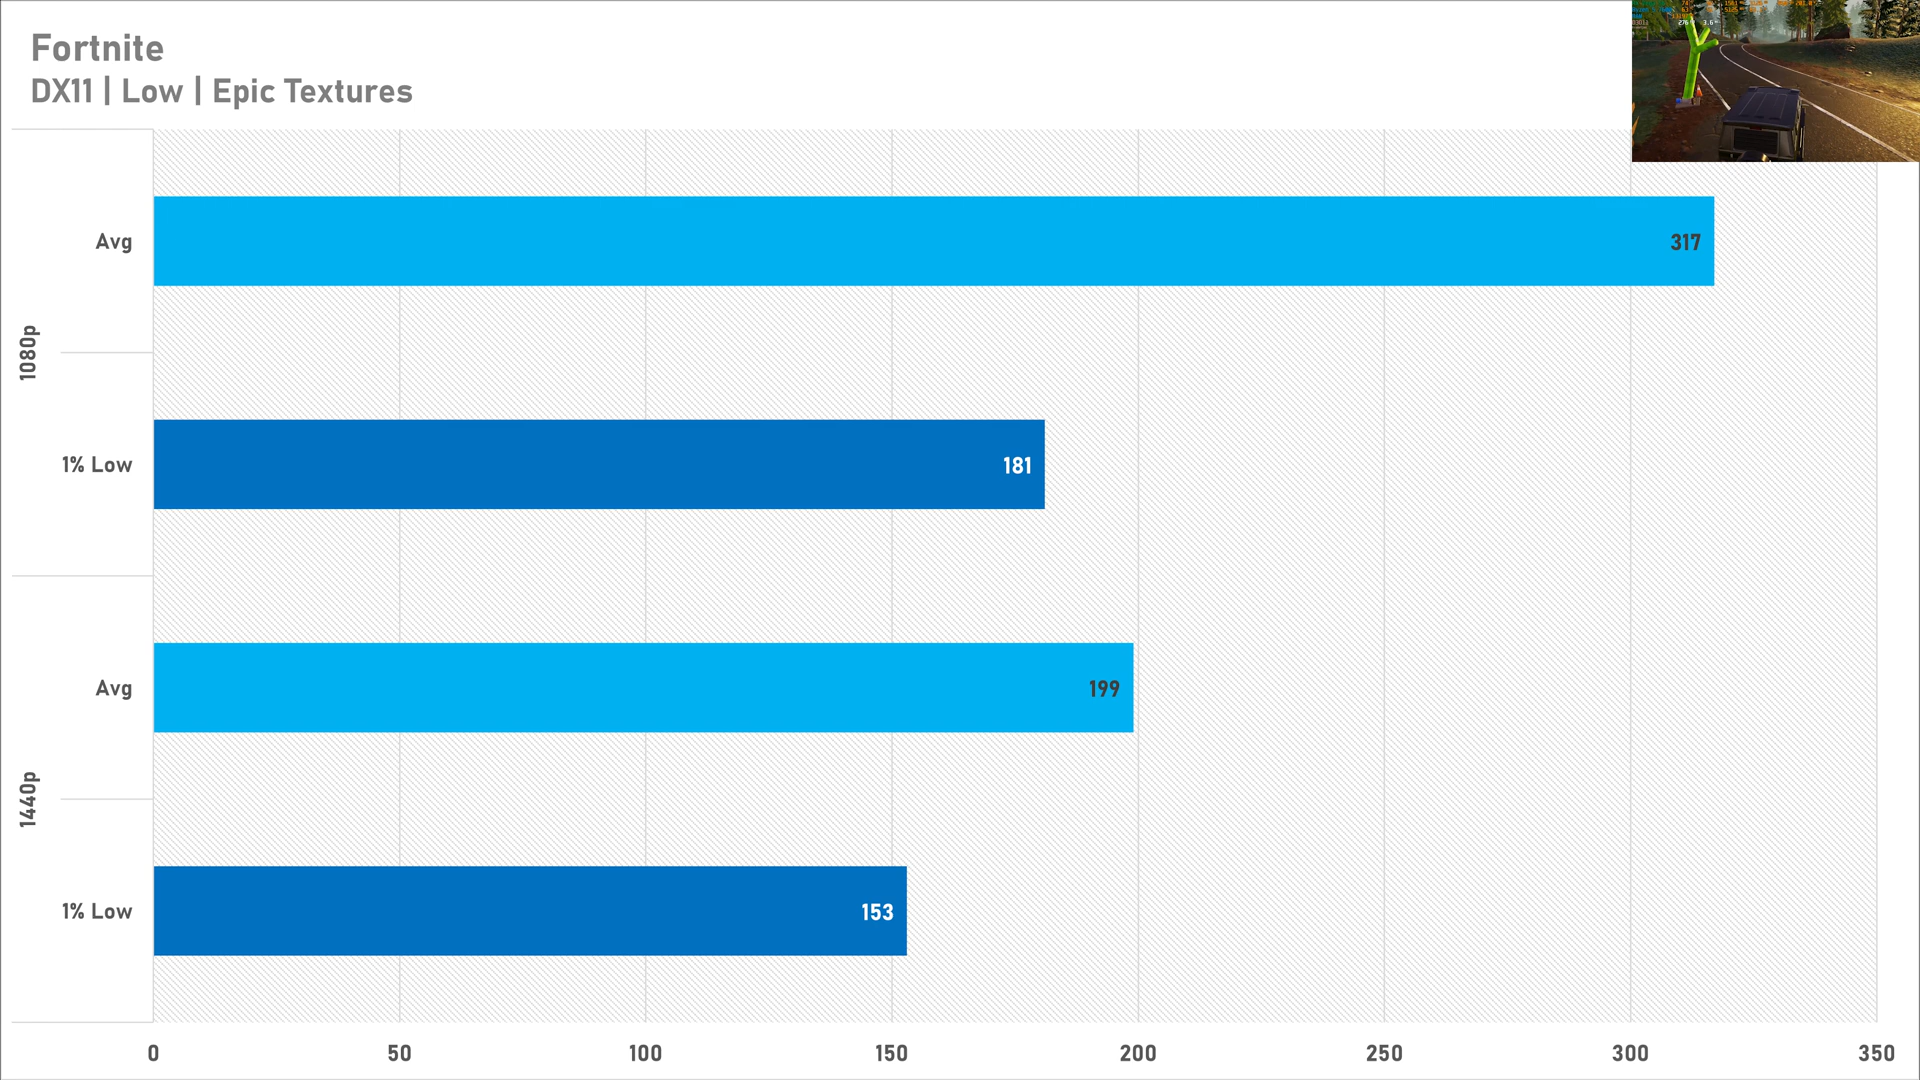 Fortnite
DX11 | Low | Epic Textures
1080p
Avg
317
1% Low
181
1440p
Avg
199
1% Low
153
0 50 100 150 200 250 300 350